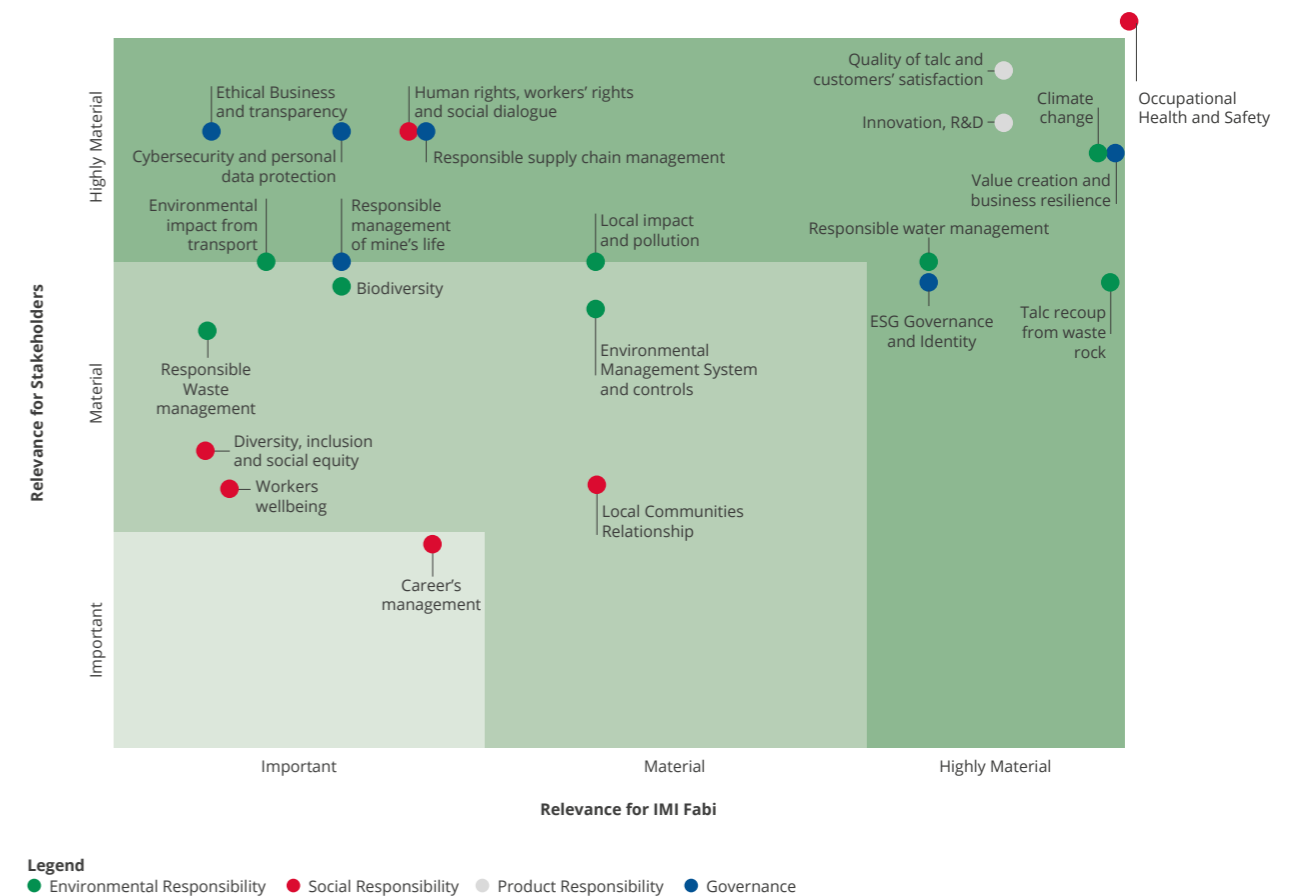 Quality of talc and
customers’ satisfaction
Ethical Business
and transparency
Human rights, workers’ rights
and social dialogue
Climate
change
Occupational
Health and Safety
Innovation, R&D
Cybersecurity and personal
data protection
Responsible supply chain management
Value creation and
business resilience
Environmental
impact from
transport
Responsible
management
of mine’s life
Local impact
and pollution
Responsible water management
Biodiversity
ESG Governance
and Identity
Talc recoup
from waste
rock
Responsible
Waste
management
Environmental
Management System
and controls
Diversity, inclusion
and social equity
Workers
wellbeing
Local Communities
Relationship
Career’s
management
Relevance for Stakeholders
Highly Material
Material
Important
Important
Material
Highly Material
Relevance for IMI Fabi
Legend
Environmental Responsibility
Social Responsibility
Product Responsibility
Governance